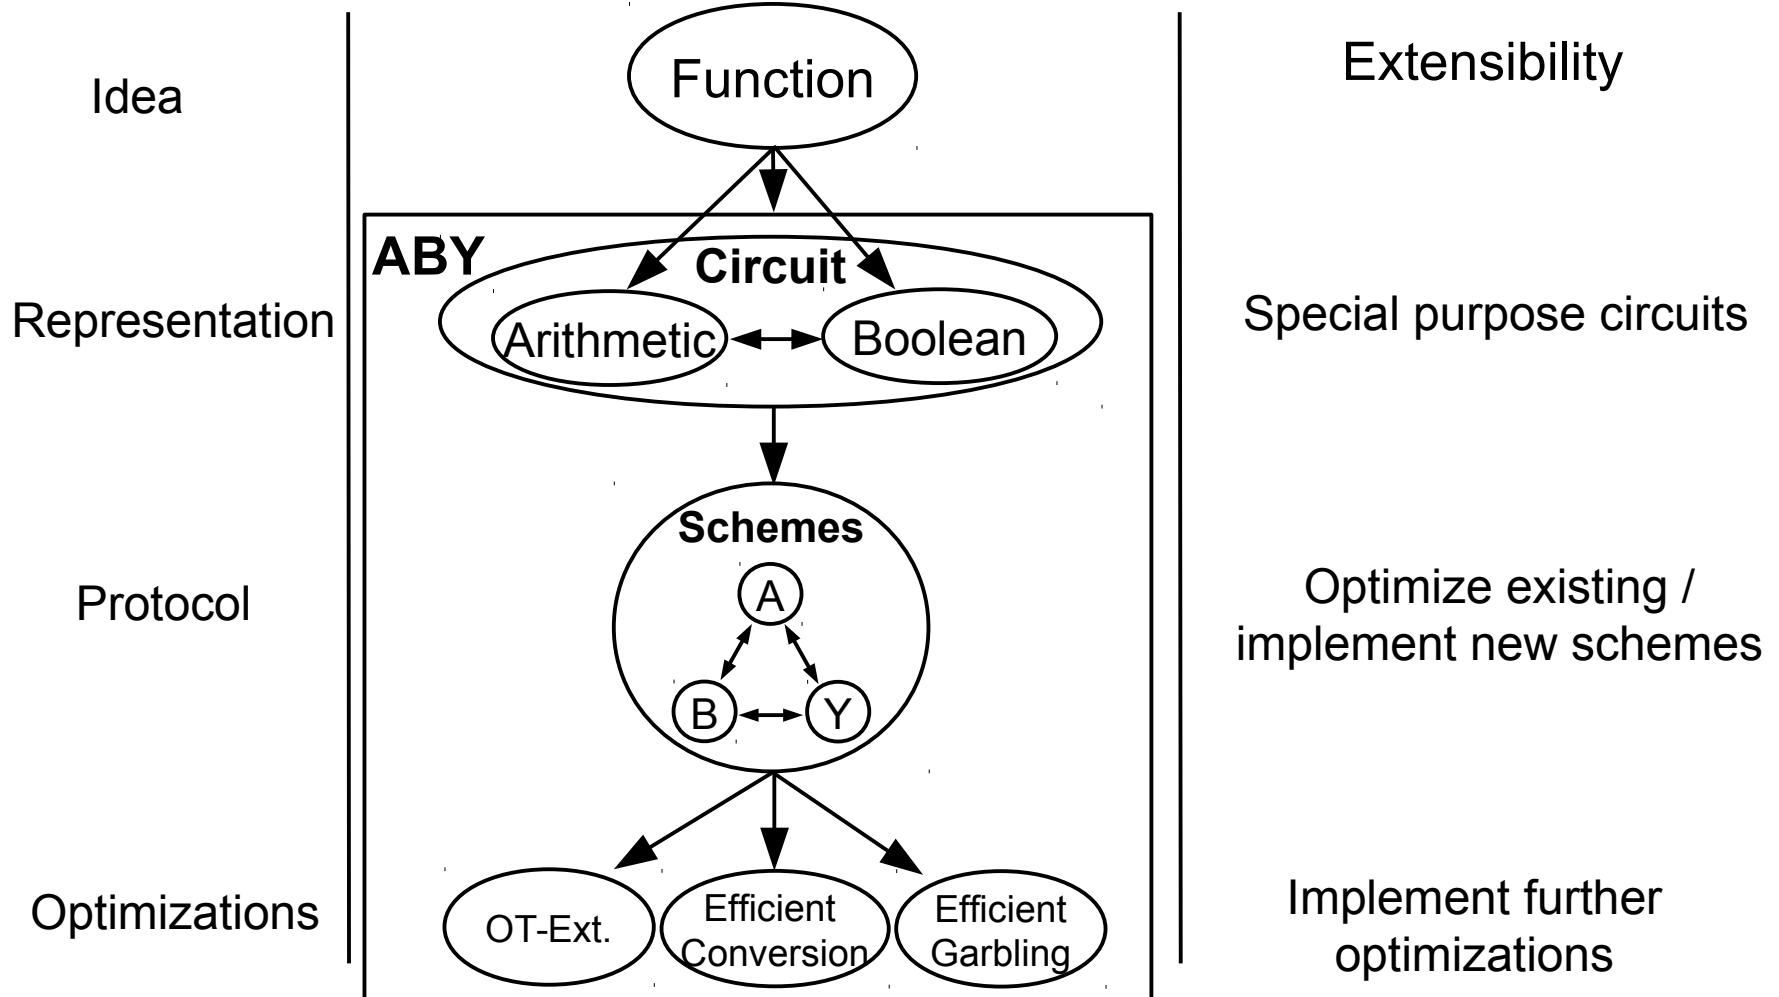 Idea
Function
Extensibility
ABY
Circuit
Representation
Arithmetic
Boolean
Special purpose circuits
Schemes
A
B
Y
Protocol
Optimize existing /
implement new schemes
Optimizations
OT-Ext.
Efficient
Conversion
Efficient
Garbling
Implement further
optimizations